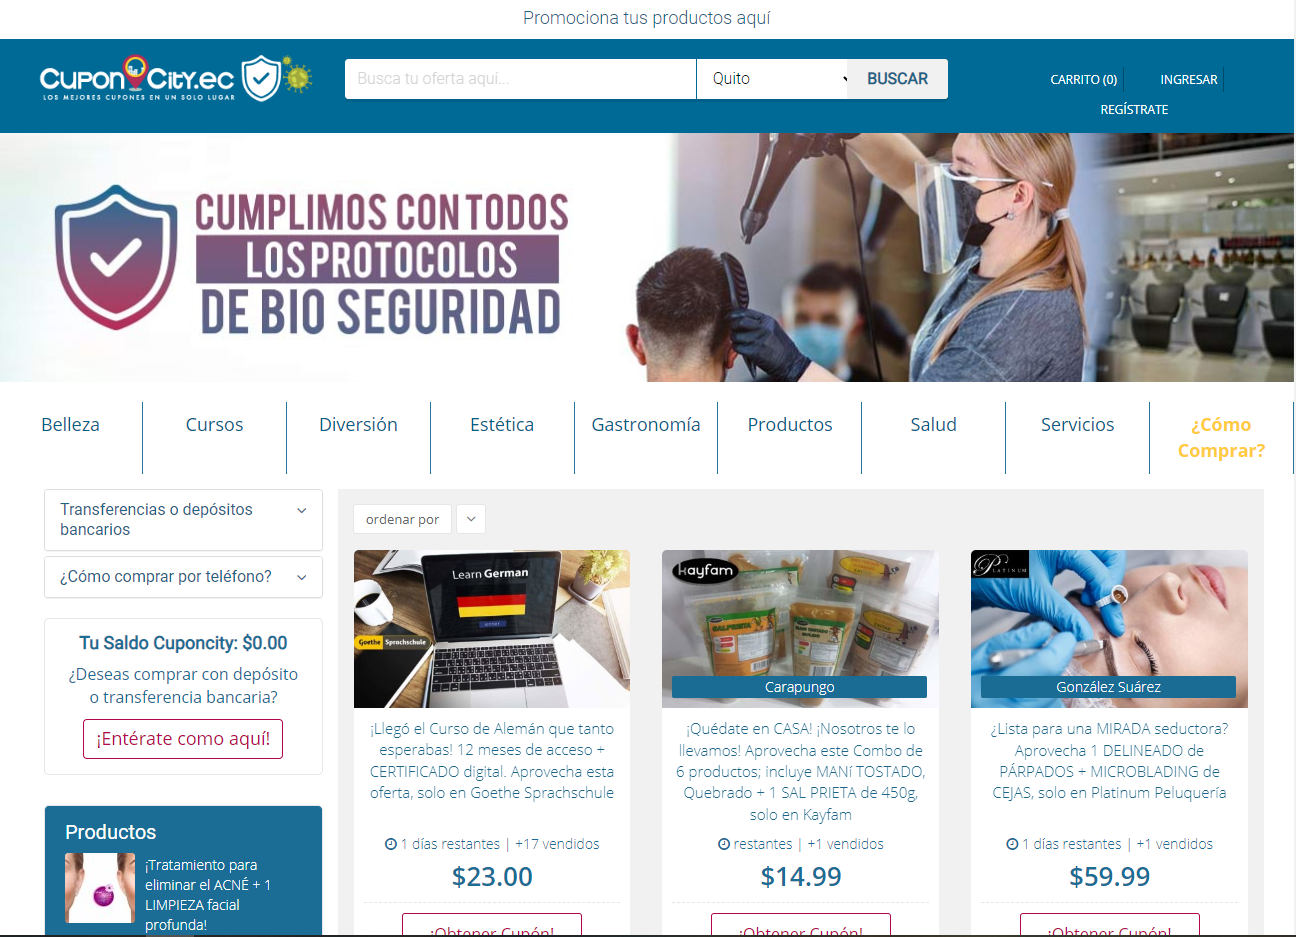 Promociona tus productos aquí
CUPON CITY.EC
LOS MEJORES CUPONES EN UN SOLO LUGAR
Busca tu oferta aquí...
Quito
BUSCAR
CARRITO (0)
INGRESAR
REGÍSTRATE
CUMPLIMOS CON TODOS
LOS PROTOCOLOS
DE BIO SEGURIDAD
Belleza
Cursos
Diversión
Estética
Gastronomía
Productos
Salud
Servicios
¿Cómo
Comprar?
Transferencias o depósitos
bancarios
¿Cómo comprar por teléfono?
Tu Saldo Cuponcity: $0.00
¿Deseas comprar con depósito
o transferencia bancaria?
¡Entérate como aquí!
Productos
¡Tratamiento para
eliminar el ACNÉ + 1
LIMPIEZA facial
profunda!
ordenar por
Learn German
enter
Goethe Sprachschule
¡Llegó el Curso de Alemán que tanto
esperabas! 12 meses de acceso +
CERTIFICADO digital. Aprovecha esta
oferta, solo en Goethe Sprachschule
1 días restantes | +17 vendidos
$23.00
¡Obtener Cupón!
kayfam
SALPRIETA
Carapungo
¡Quédate en CASA! ¡Nosotros te lo
llevamos! Aprovecha este Combo de
6 productos; incluye MANí TOSTADO,
Quebrado + 1 SAL PRIETA de 450g,
solo en Kayfam
restantes | +1 vendidos
$14.99
¡Obtener Cupón!
PLATINUM
González Suárez
¿Lista para una MIRADA seductora?
Aprovecha 1 DELINEADO de
PÁRPADOS + MICROBLADING de
CEJAS, solo en Platinum Peluquería
1 días restantes | +1 vendidos
$59.99
¡Obtener Cupón!